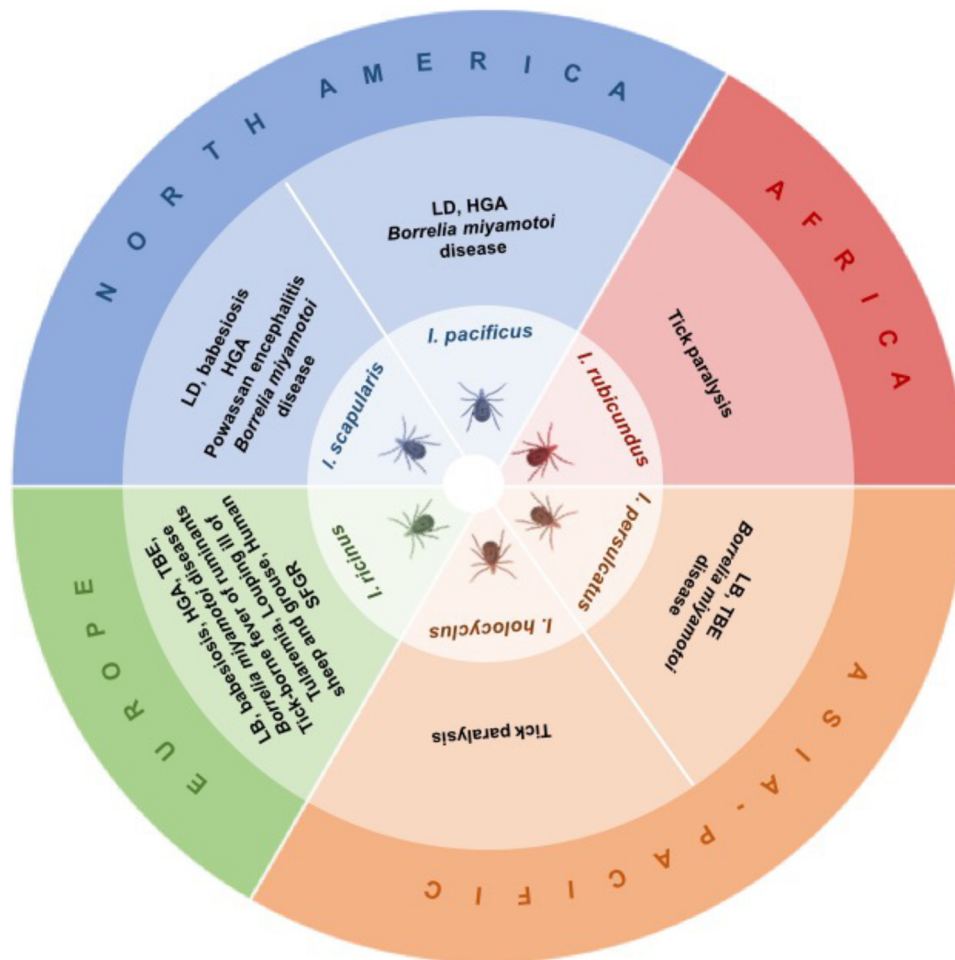 NORTH AMERICA
LD, HGA
Borrelia miyamotoi
disease
I. pacificus
LD, babesiosis
HGA
Powassan encephalitis
Borrelia miyamotoi
disease
I. scapularis
AFRICA
Tick paralysis
I. rubicundus
ASIA-PACIFIC
LB, TBE
Borrelia miyamotoi
disease
I. persulcatus
Tick paralysis
I. holocyclus
EUROPE
LB, babesiosis, HGA, TBE,
Borrelia miyamotoi disease
Tick-borne fever of ruminants
Tularemia, Louping ill of
sheep and grouse, Human
SFGR
I. ricinus